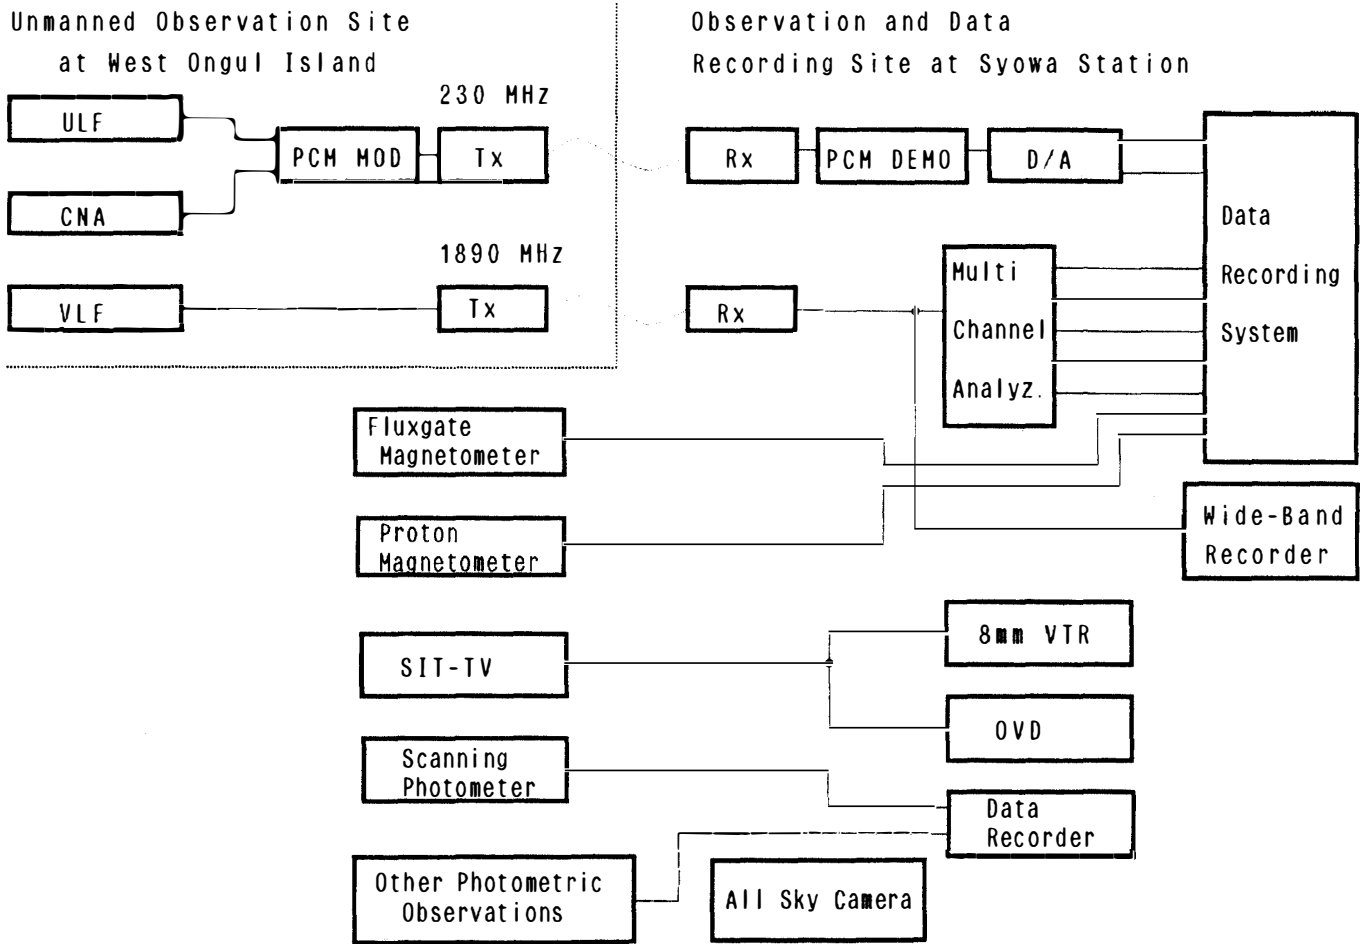 Unmanned Observation Site
at West Ongul Island
Observation and Data
Recording Site at Syowa Station
230 MHz
ULF
PCM MOD
Tx
Rx
PCM DEMO
D/A
CNA
1890 MHz
VLF
Tx
Rx
Multi
Channel
Analyz.
Data
Recording
System
Fluxgate
Magnetometer
Proton
Magnetometer
Wide-Band
Recorder
SIT-TV
8mm VTR
OVD
Scanning
Photometer
Data
Recorder
Other Photometric
Observations
All Sky Camera